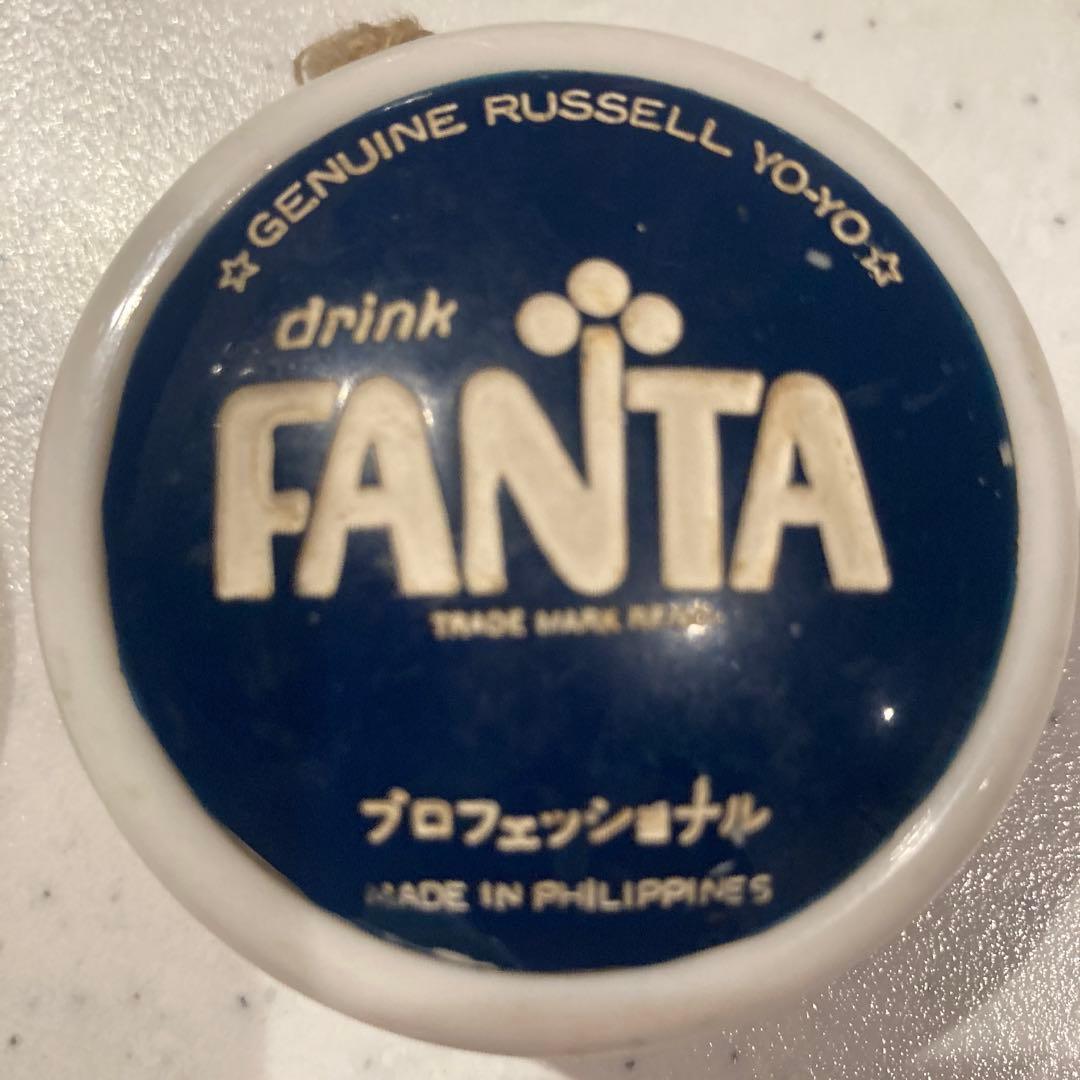 ☆GENUINE RUSSELL YO-YO☆
drink
FANTA
TRADE MARK REGD.
プロフェッショナル
MADE IN PHILIPPINES